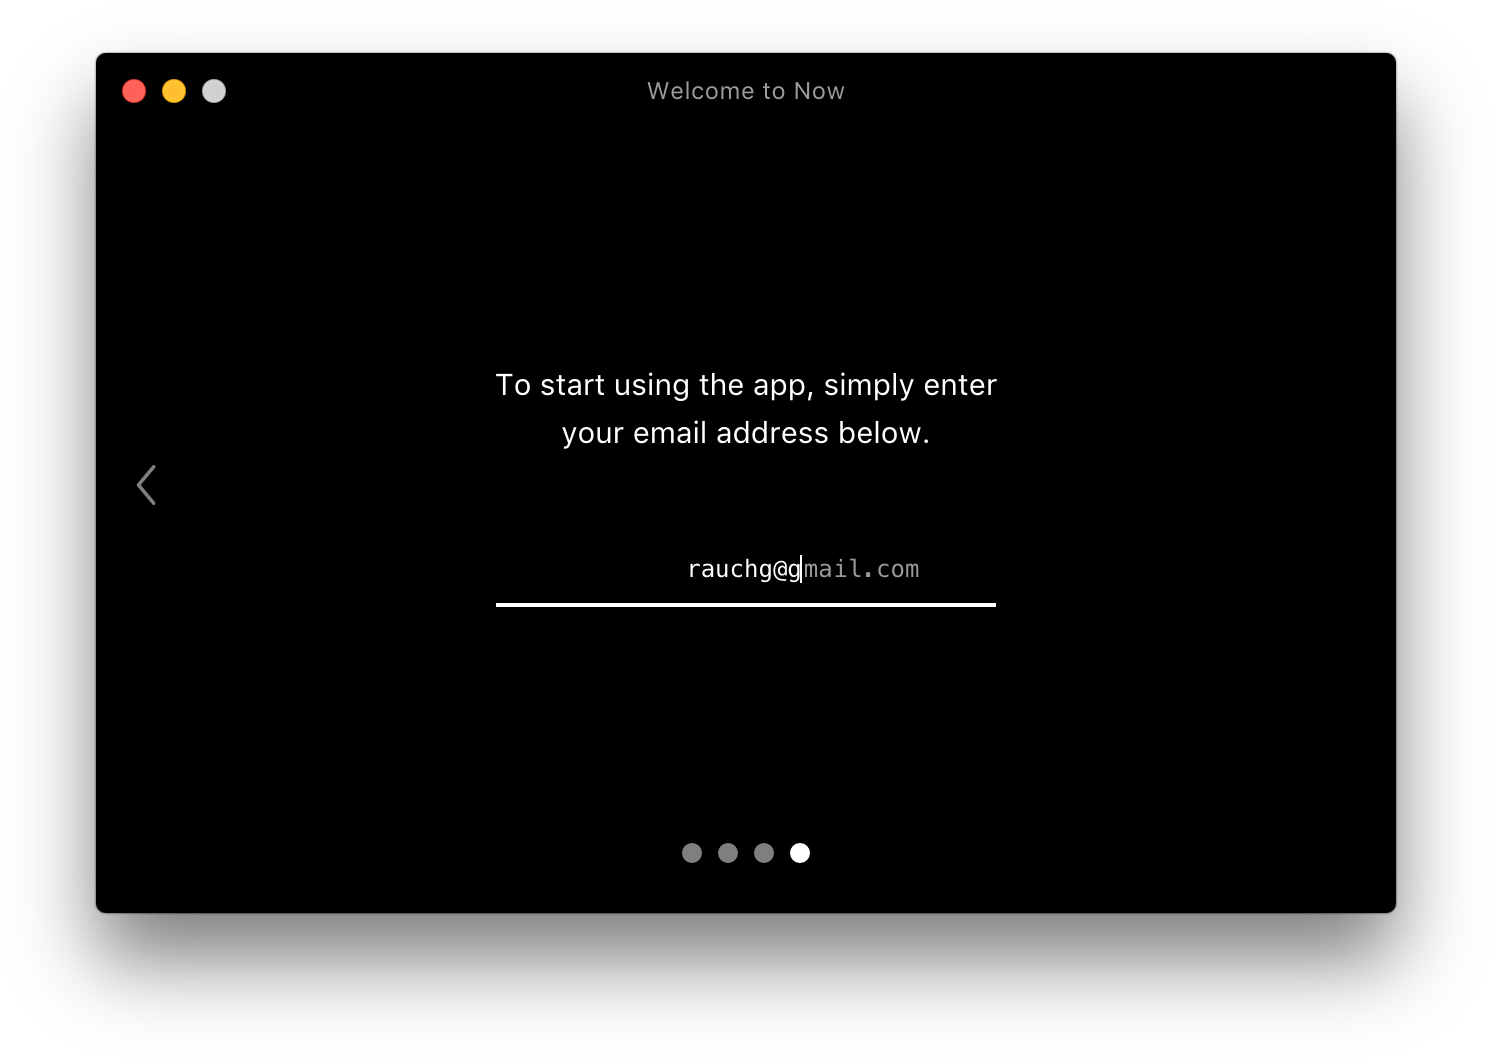 Welcome to Now
To start using the app, simply enter
your email address below.
rauchg@gmail.com